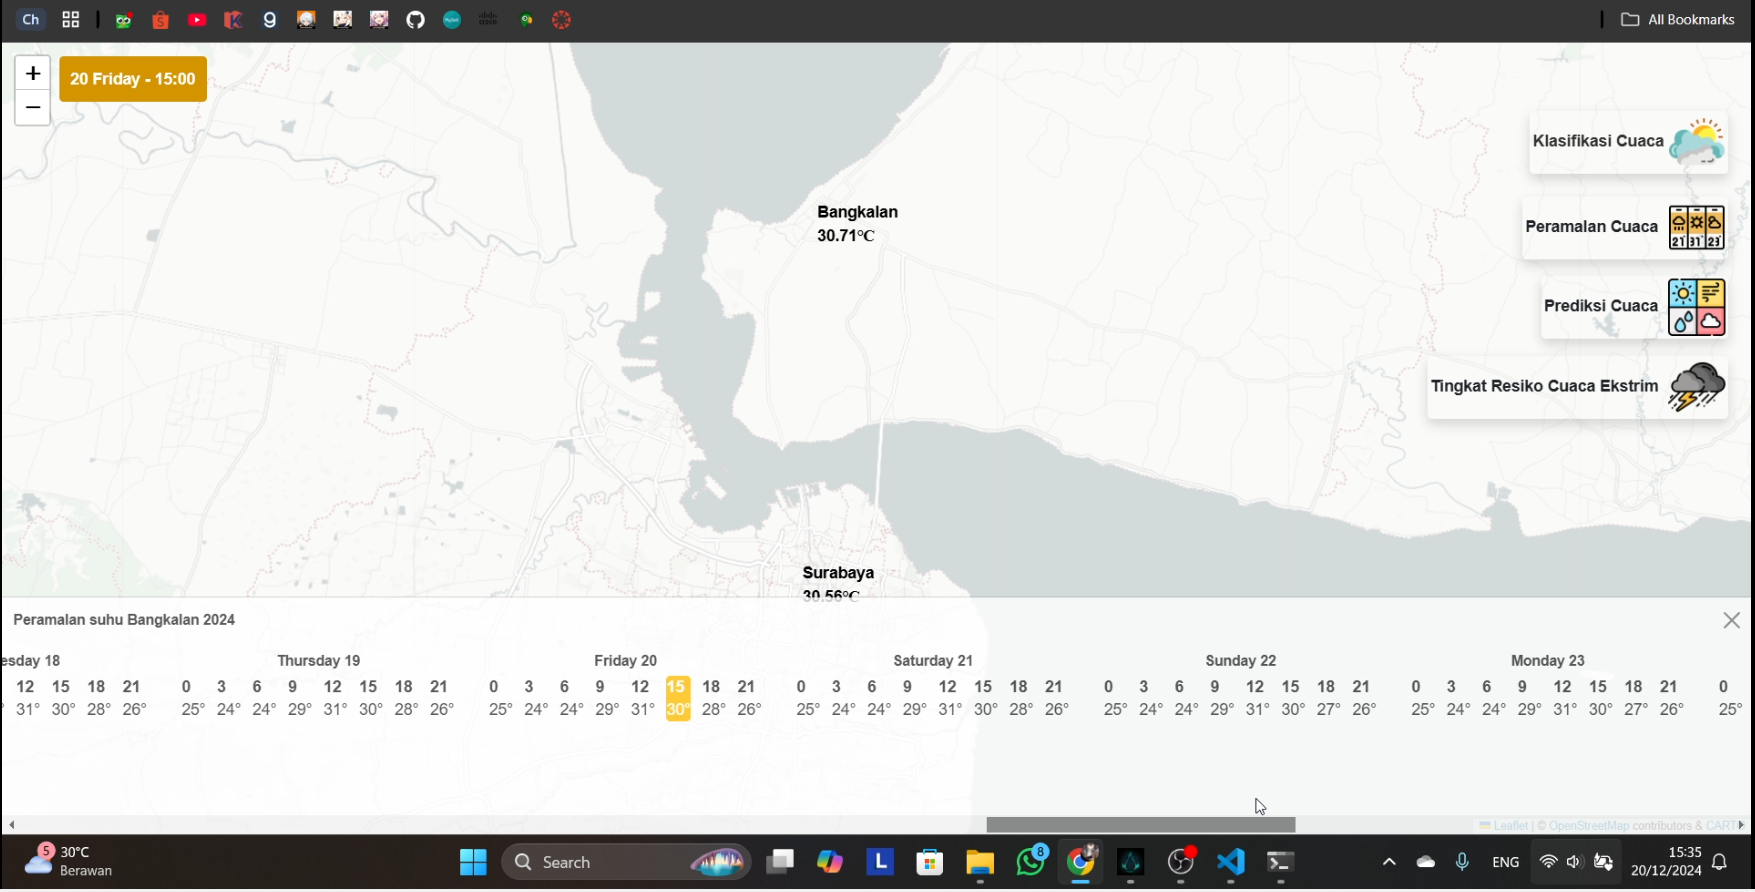 Ch
All Bookmarks
+
20 Friday - 15:00
−
Klasifikasi Cuaca
Bangkalan
30.71°C
Peramalan Cuaca
21 31 23
Prediksi Cuaca
Tingkat Resiko Cuaca Ekstrim
Surabaya
30.56°C
Peramalan suhu Bangkalan 2024
esday 18 Thursday 19 Friday 20 Saturday 21 Sunday 22 Monday 23
12 15 18 21 0 3 6 9 12 15 18 21 0 3 6 9 12 15 18 21 0 3 6 9 12 15 18 21 0 3 6 9 12 15 18 21 0 3 6 9 12 15 18 21 0
° 31° 30° 28° 26° 25° 24° 24° 29° 31° 30° 28° 26° 25° 24° 24° 29° 31° 30° 28° 26° 25° 24° 24° 29° 31° 30° 28° 26° 25° 24° 24° 29° 31° 30° 27° 26° 25° 24° 24° 29° 31° 30° 27° 26° 25°
Leaflet | © OpenStreetMap contributors & CART
5 30°C
Berawan
Search
L
8
ENG
15:35
20/12/2024